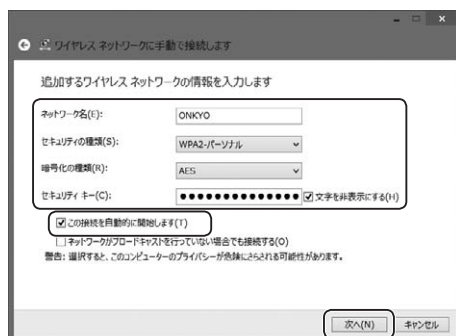 ワイヤレス ネットワークに手動で接続します
追加するワイヤレス ネットワークの情報を入力します
ネットワーク名(E): ONKYO
セキュリティの種類(S): WPA2-パーソナル
暗号化の種類(R): AES
セキュリティ キー(C): ●●●●●●●●●●●●●● 文字を非表示にする(H)
この接続を自動的に開始します(T)
ネットワークがブロードキャストを行っていない場合でも接続する(O)
警告: 選択すると、このコンピューターのプライバシーが危険にさらされる可能性があります。
次へ(N) キャンセル